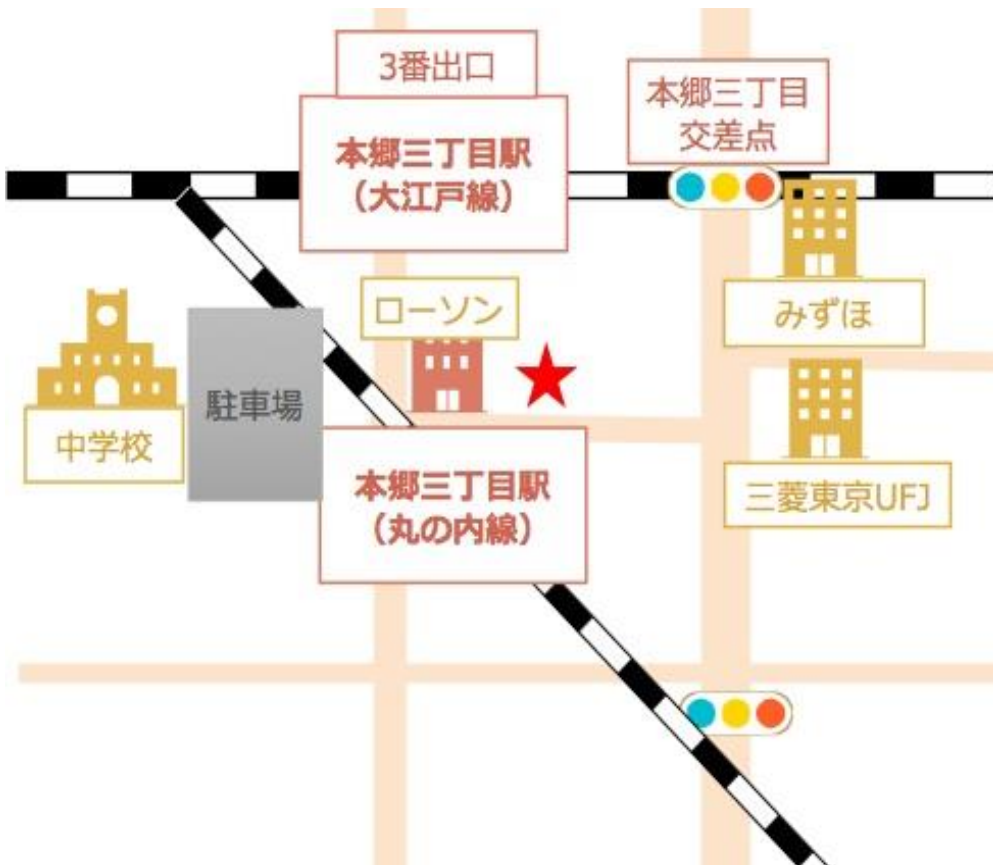 3番出口
本郷三丁目駅
（大江戸線）
本郷三丁目
交差点
ローソン
みずほ
中学校
駐車場
本郷三丁目駅
（丸の内線）
三菱東京UFJ